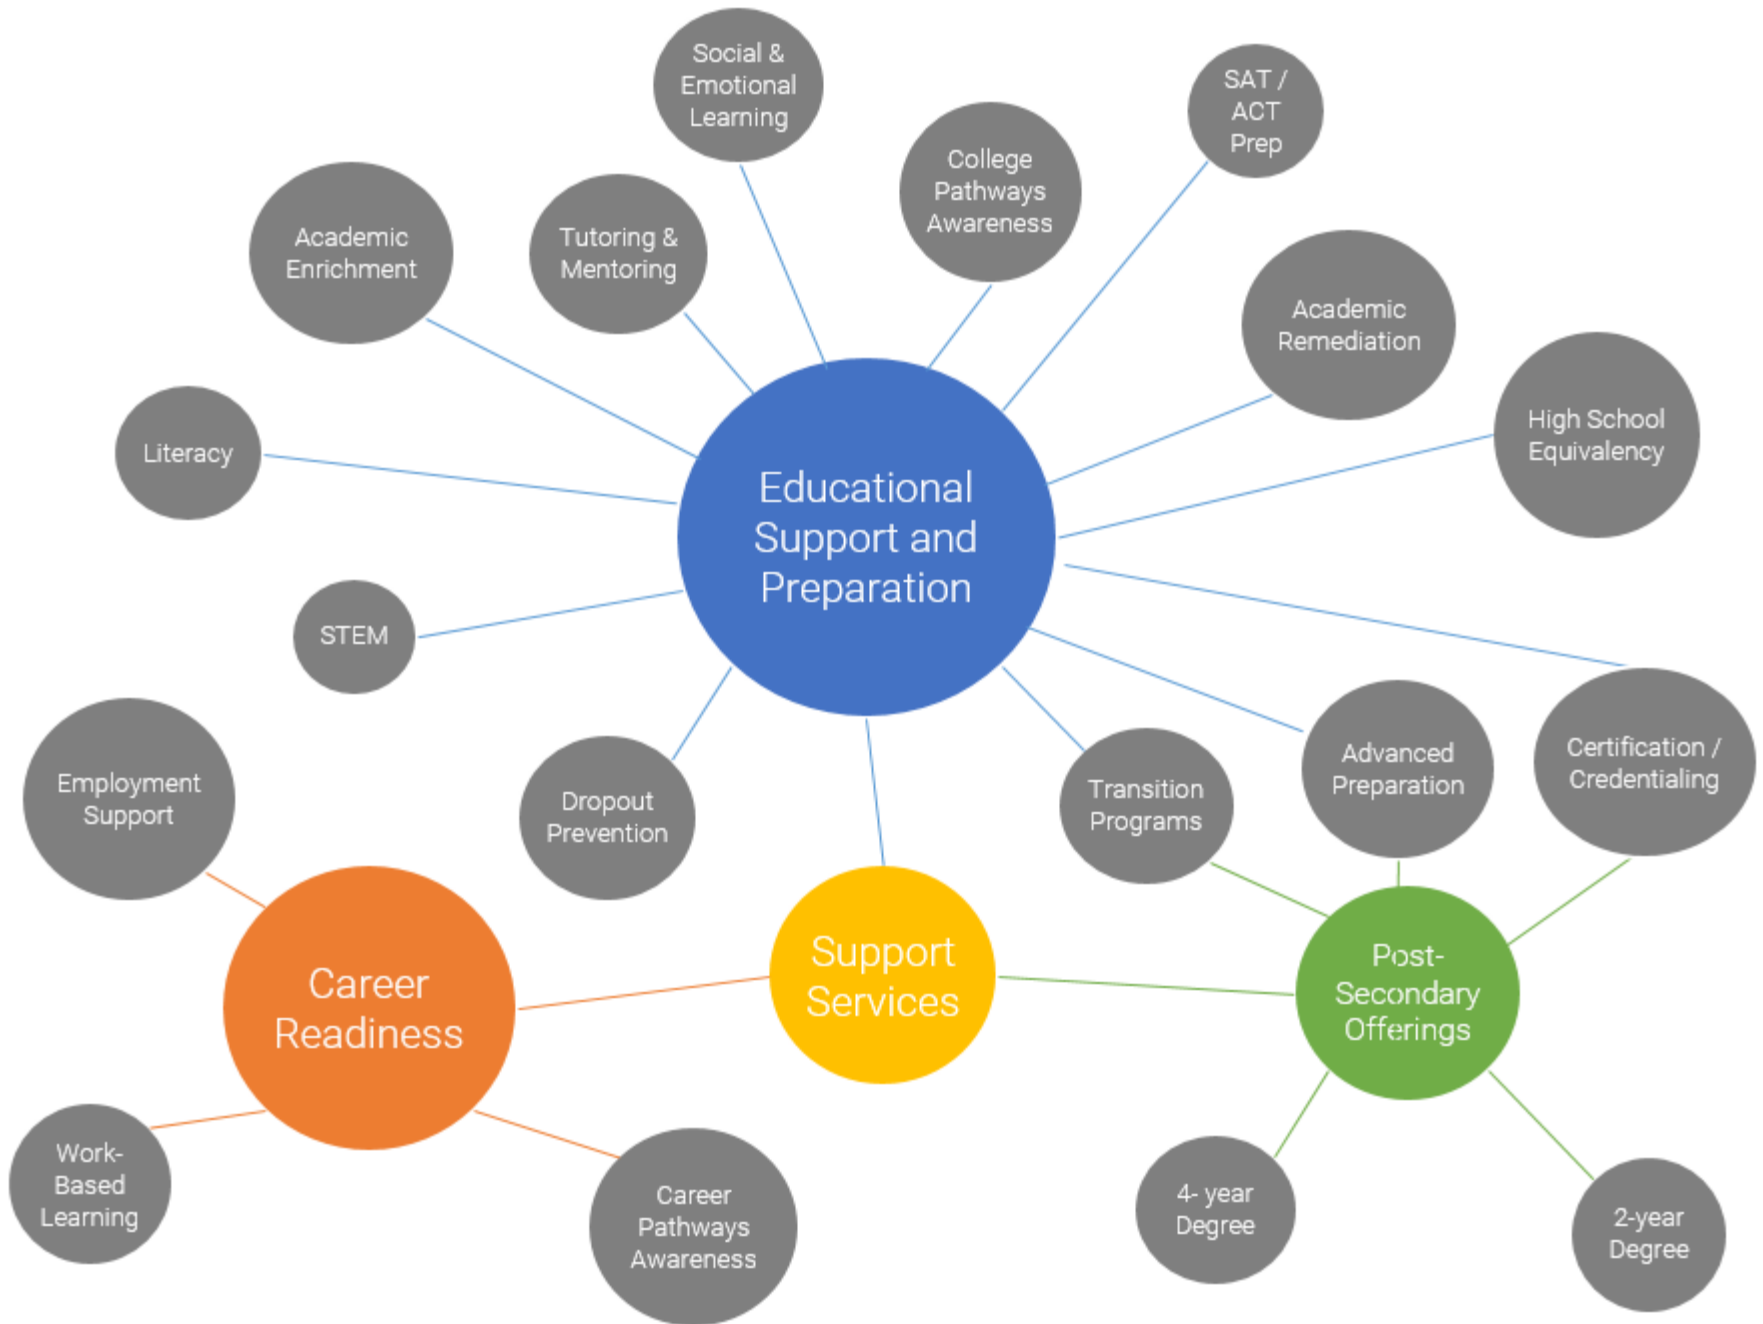 Social &
Emotional
Learning
SAT /
ACT
Prep
College
Pathways
Awareness
Academic
Enrichment
Tutoring &
Mentoring
Academic
Remediation
High School
Equivalency
Literacy
Educational
Support and
Preparation
STEM
Employment
Support
Dropout
Prevention
Transition
Programs
Advanced
Preparation
Certification /
Credentialing
Career
Readiness
Support
Services
Post-
Secondary
Offerings
Work-
Based
Learning
Career
Pathways
Awareness
4- year
Degree
2-year
Degree